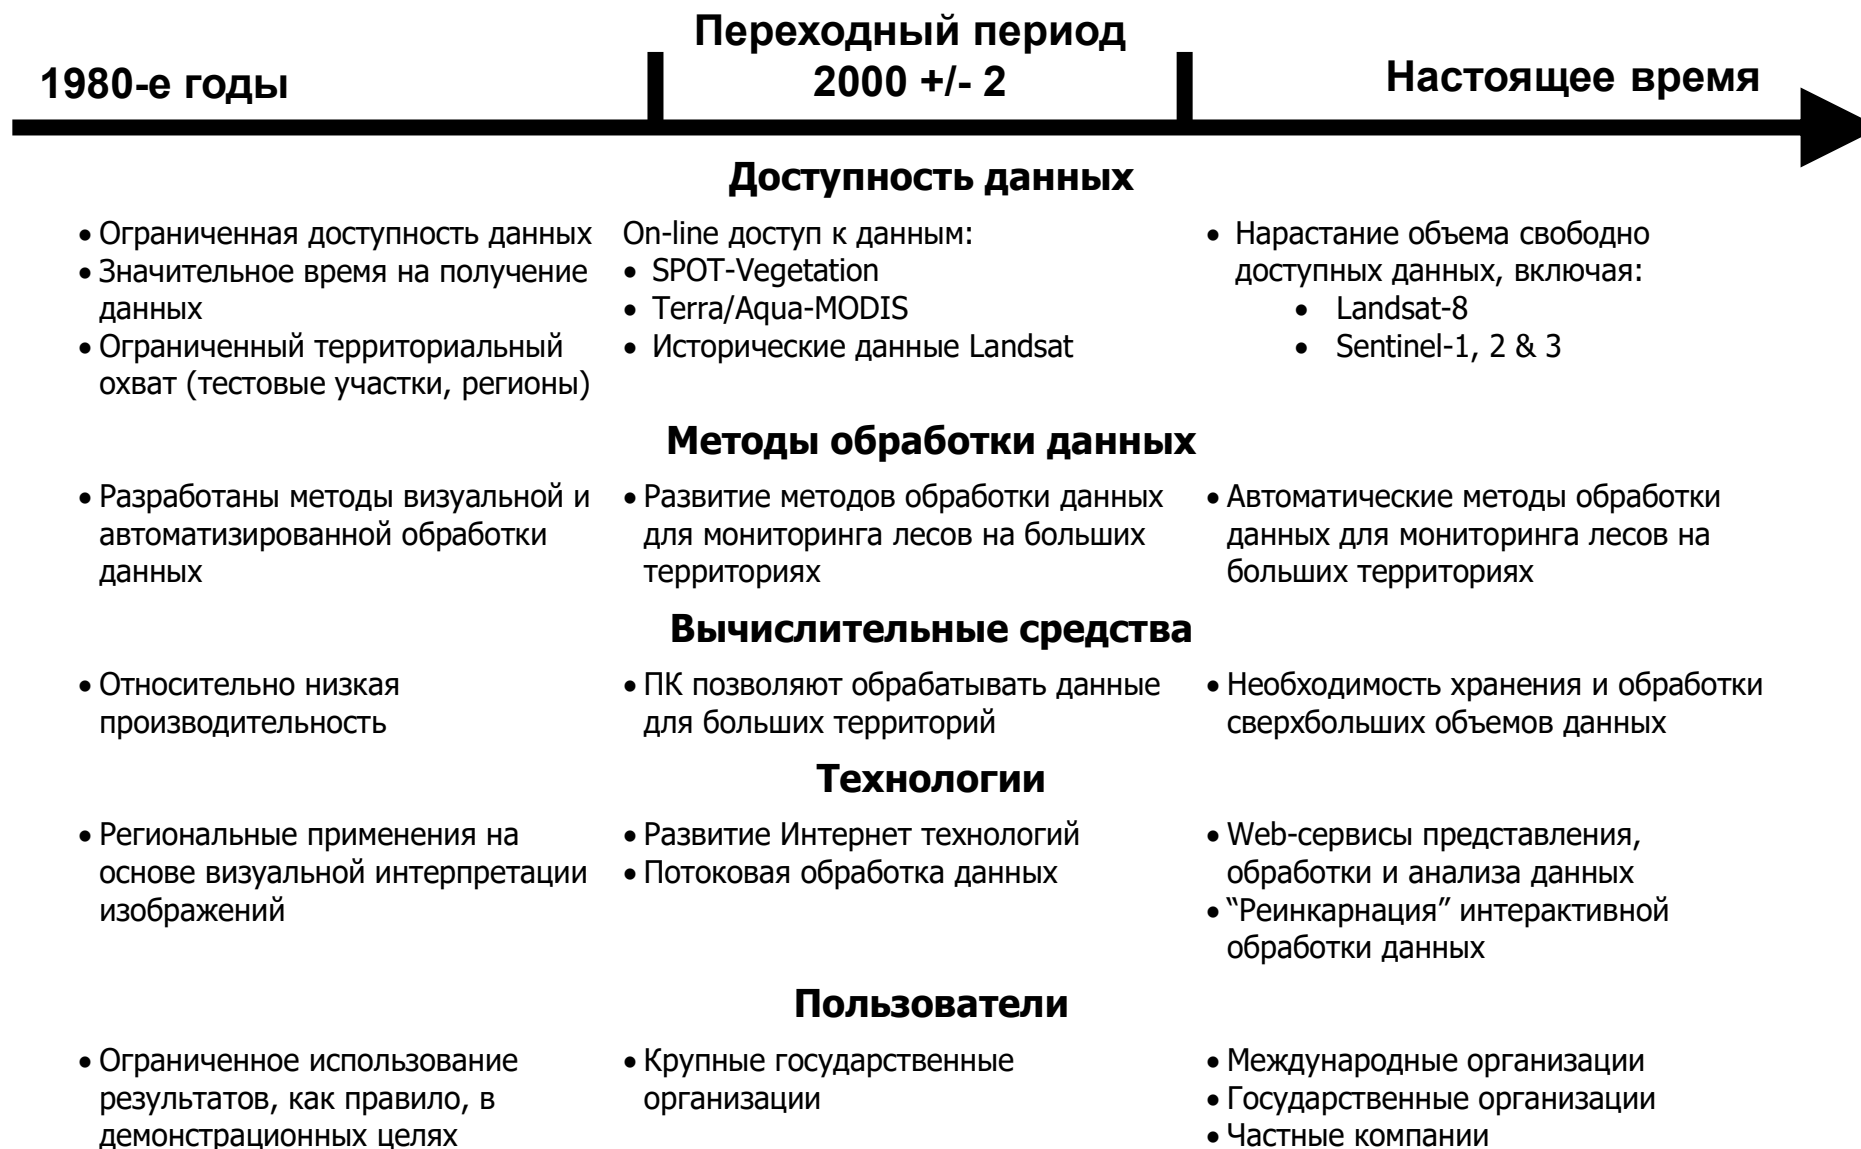 Переходный период
1980-е годы
2000 +/- 2
Настоящее время
Доступность данных
• Ограниченная доступность данных
• Значительное время на получение
данных
• Ограниченный территориальный
охват (тестовые участки, регионы)
On-line доступ к данным:
• SPOT-Vegetation
• Terra/Aqua-MODIS
• Исторические данные Landsat
• Нарастание объема свободно
доступных данных, включая:
• Landsat-8
• Sentinel-1, 2 & 3
Методы обработки данных
• Разработаны методы визуальной и
автоматизированной обработки
данных
• Развитие методов обработки данных
для мониторинга лесов на больших
территориях
• Автоматические методы обработки
данных для мониторинга лесов на
больших территориях
Вычислительные средства
• Относительно низкая
производительность
• ПК позволяют обрабатывать данные
для больших территорий
• Необходимость хранения и обработки
сверхбольших объемов данных
Технологии
• Региональные применения на
основе визуальной интерпретации
изображений
• Развитие Интернет технологий
• Потоковая обработка данных
• Web-сервисы представления,
обработки и анализа данных
• “Реинкарнация” интерактивной
обработки данных
Пользователи
• Ограниченное использование
результатов, как правило, в
демонстрационных целях
• Крупные государственные
организации
• Международные организации
• Государственные организации
• Частные компании